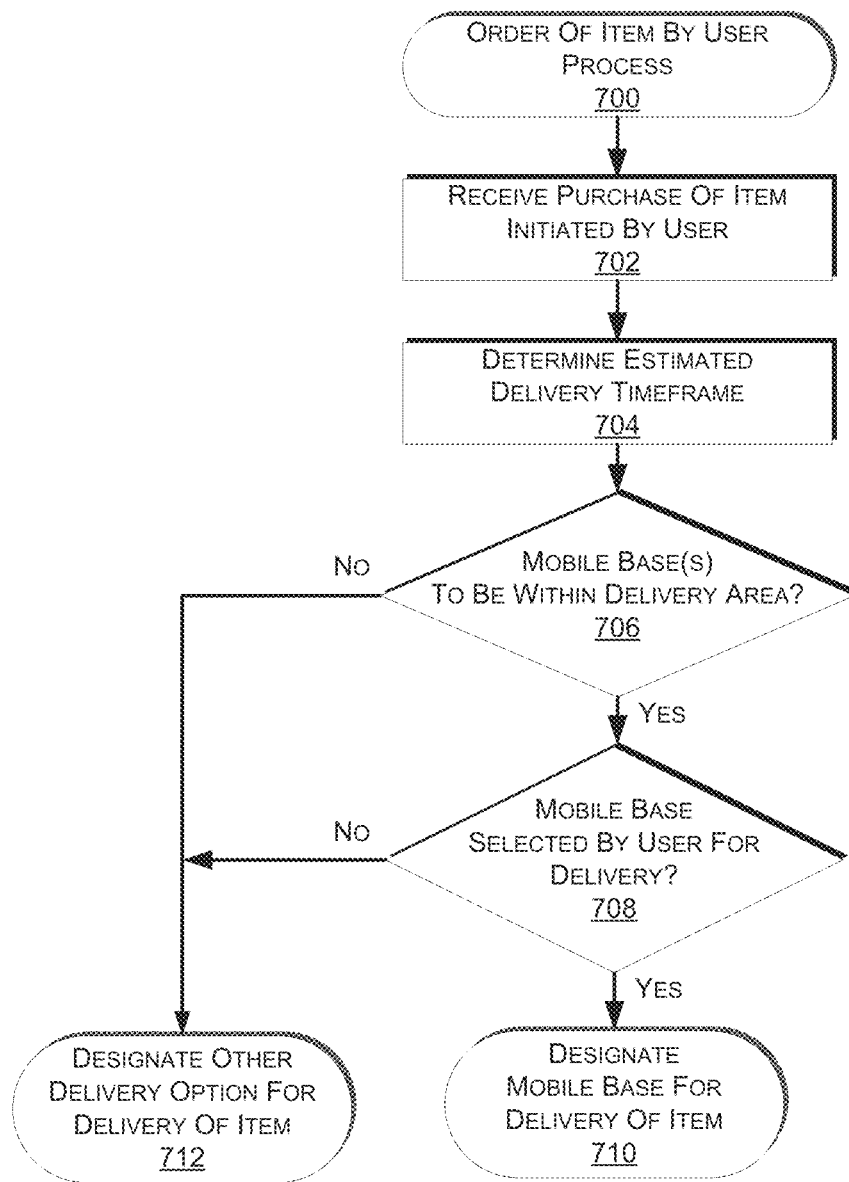 ORDER OF ITEM BY USER
PROCESS
700
RECEIVE PURCHASE OF ITEM
INITIATED BY USER
702
DETERMINE ESTIMATED
DELIVERY TIMEFRAME
704
NO
MOBILE BASE(S)
TO BE WITHIN DELIVERY AREA?
706
YES
NO
MOBILE BASE
SELECTED BY USER FOR
DELIVERY?
708
YES
DESIGNATE OTHER
DELIVERY OPTION FOR
DELIVERY OF ITEM
712
DESIGNATE
MOBILE BASE FOR
DELIVERY OF ITEM
710